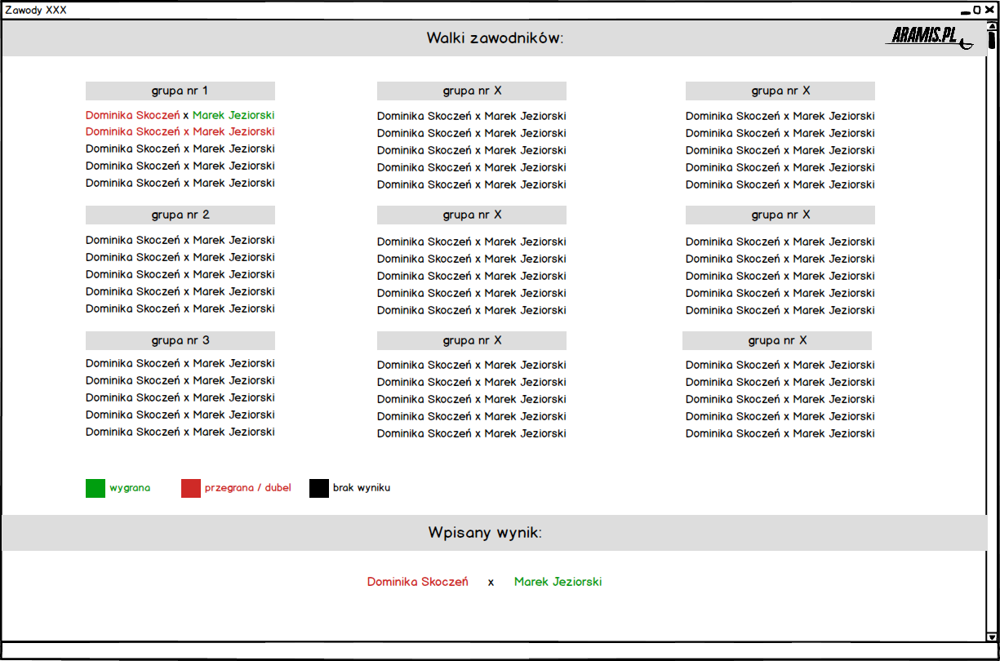 Zawody XXX
Walki zawodników:
ARAMIS.PL
grupa nr 1
Dominika Skoczeń x Marek Jeziorski
Dominika Skoczeń x Marek Jeziorski
Dominika Skoczeń x Marek Jeziorski
Dominika Skoczeń x Marek Jeziorski
Dominika Skoczeń x Marek Jeziorski
grupa nr X
Dominika Skoczeń x Marek Jeziorski
Dominika Skoczeń x Marek Jeziorski
Dominika Skoczeń x Marek Jeziorski
Dominika Skoczeń x Marek Jeziorski
Dominika Skoczeń x Marek Jeziorski
grupa nr X
Dominika Skoczeń x Marek Jeziorski
Dominika Skoczeń x Marek Jeziorski
Dominika Skoczeń x Marek Jeziorski
Dominika Skoczeń x Marek Jeziorski
Dominika Skoczeń x Marek Jeziorski
grupa nr 2
Dominika Skoczeń x Marek Jeziorski
Dominika Skoczeń x Marek Jeziorski
Dominika Skoczeń x Marek Jeziorski
Dominika Skoczeń x Marek Jeziorski
Dominika Skoczeń x Marek Jeziorski
grupa nr X
Dominika Skoczeń x Marek Jeziorski
Dominika Skoczeń x Marek Jeziorski
Dominika Skoczeń x Marek Jeziorski
Dominika Skoczeń x Marek Jeziorski
Dominika Skoczeń x Marek Jeziorski
grupa nr X
Dominika Skoczeń x Marek Jeziorski
Dominika Skoczeń x Marek Jeziorski
Dominika Skoczeń x Marek Jeziorski
Dominika Skoczeń x Marek Jeziorski
Dominika Skoczeń x Marek Jeziorski
grupa nr 3
Dominika Skoczeń x Marek Jeziorski
Dominika Skoczeń x Marek Jeziorski
Dominika Skoczeń x Marek Jeziorski
Dominika Skoczeń x Marek Jeziorski
Dominika Skoczeń x Marek Jeziorski
grupa nr X
Dominika Skoczeń x Marek Jeziorski
Dominika Skoczeń x Marek Jeziorski
Dominika Skoczeń x Marek Jeziorski
Dominika Skoczeń x Marek Jeziorski
Dominika Skoczeń x Marek Jeziorski
grupa nr X
Dominika Skoczeń x Marek Jeziorski
Dominika Skoczeń x Marek Jeziorski
Dominika Skoczeń x Marek Jeziorski
Dominika Skoczeń x Marek Jeziorski
Dominika Skoczeń x Marek Jeziorski
wygrana przegrana / dubel brak wyniku
Wpisany wynik:
Dominika Skoczeń x Marek Jeziorski